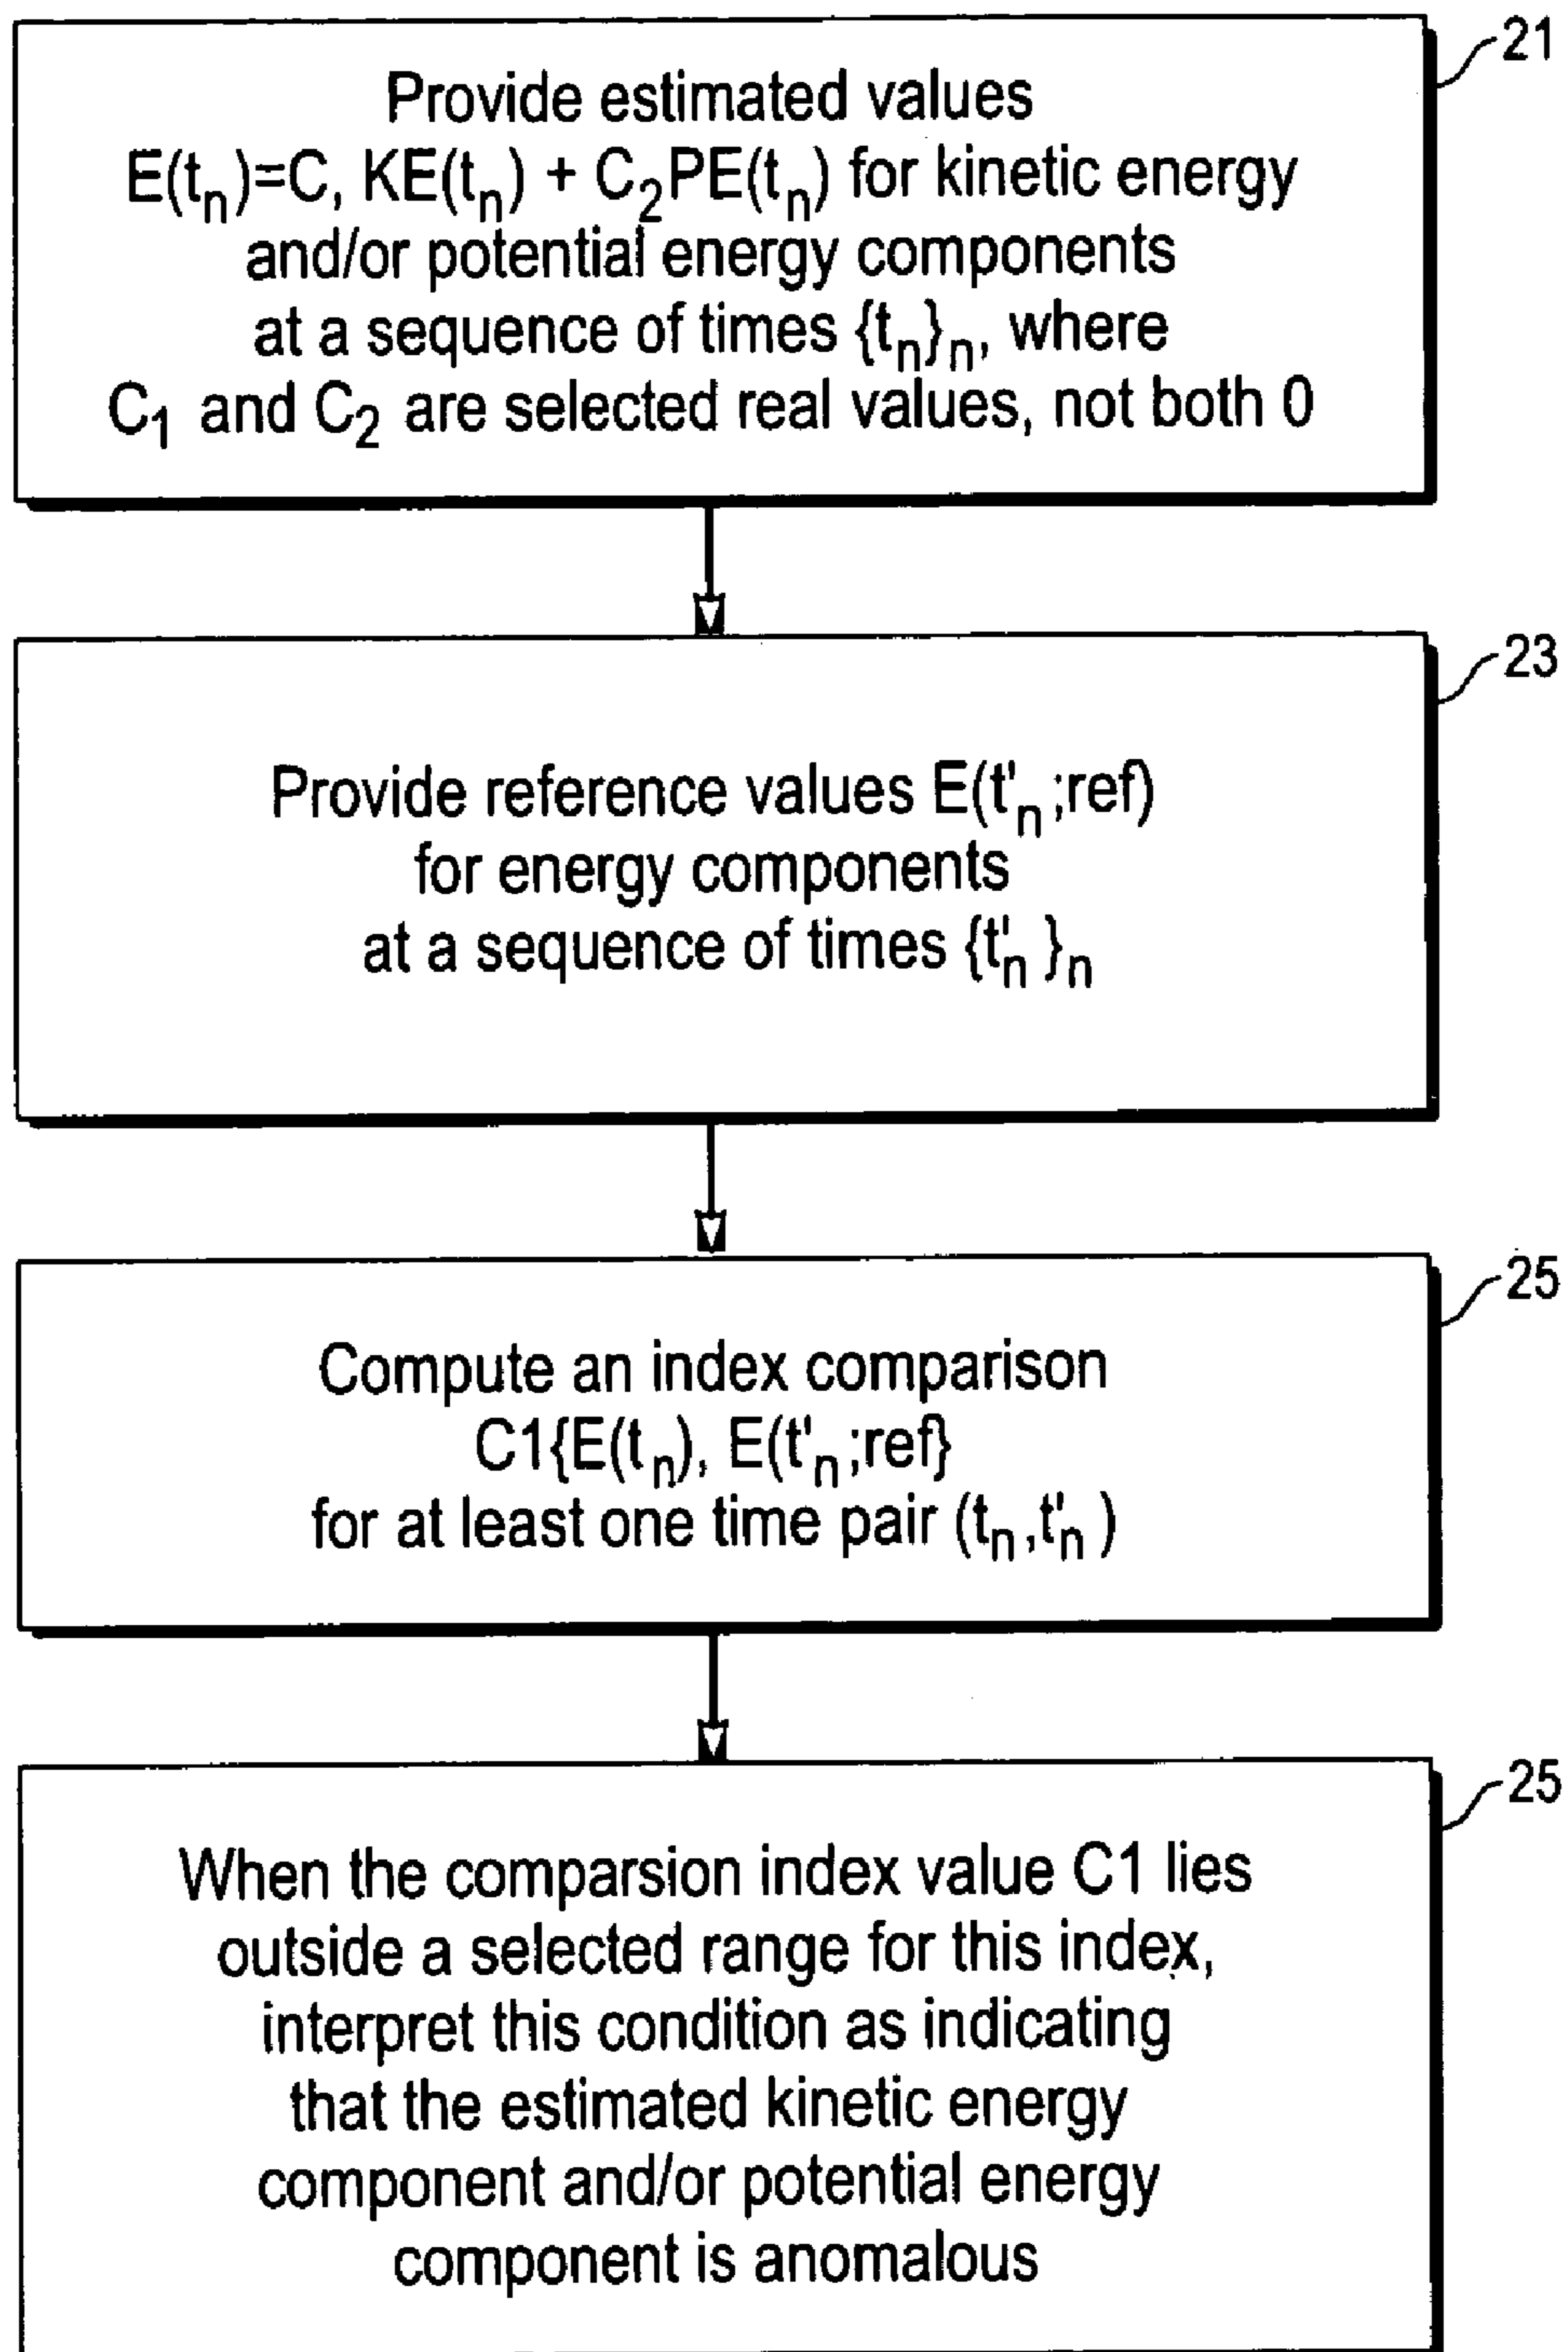 21
Provide estimated values
E(tₙ)=C, KE(tₙ) + C₂PE(tₙ) for kinetic energy
and/or potential energy components
at a sequence of times {tₙ}ₙ, where
C₁ and C₂ are selected real values, not both 0
23
Provide reference values E(t'ₙ;ref)
for energy components
at a sequence of times {t'ₙ}ₙ
25
Compute an index comparison
C1{E(tₙ), E(t'ₙ;ref}
for at least one time pair (tₙ,t'ₙ)
25
When the comparsion index value C1 lies
outside a selected range for this index,
interpret this condition as indicating
that the estimated kinetic energy
component and/or potential energy
component is anomalous